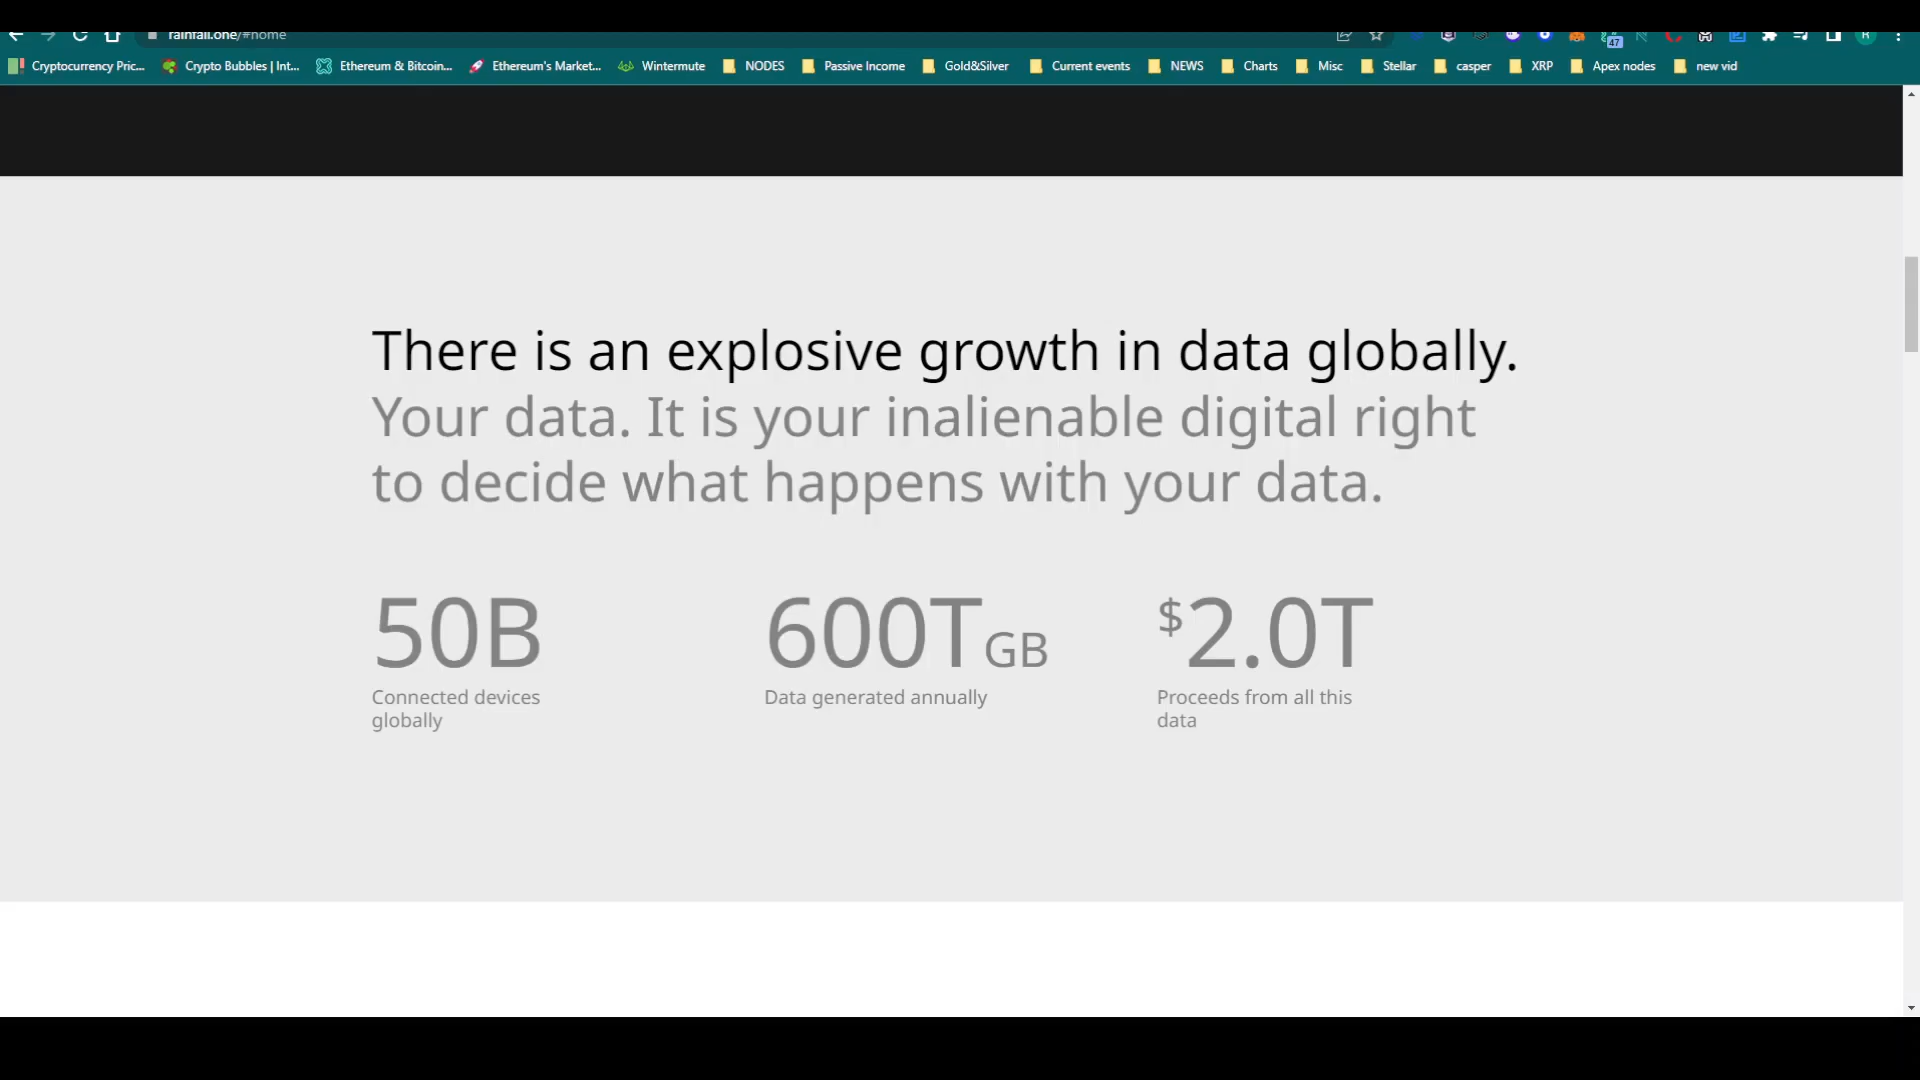 rainfall.one/#home
47
R
Cryptocurrency Pric... Crypto Bubbles | Int... Ethereum & Bitcoin... Ethereum's Market... Wintermute NODES Passive Income Gold&Silver Current events NEWS Charts Misc Stellar casper XRP Apex nodes new vid
There is an explosive growth in data globally.
Your data. It is your inalienable digital right
to decide what happens with your data.
50B 600TGB $2.0T
Connected devices Data generated annually Proceeds from all this
globally data